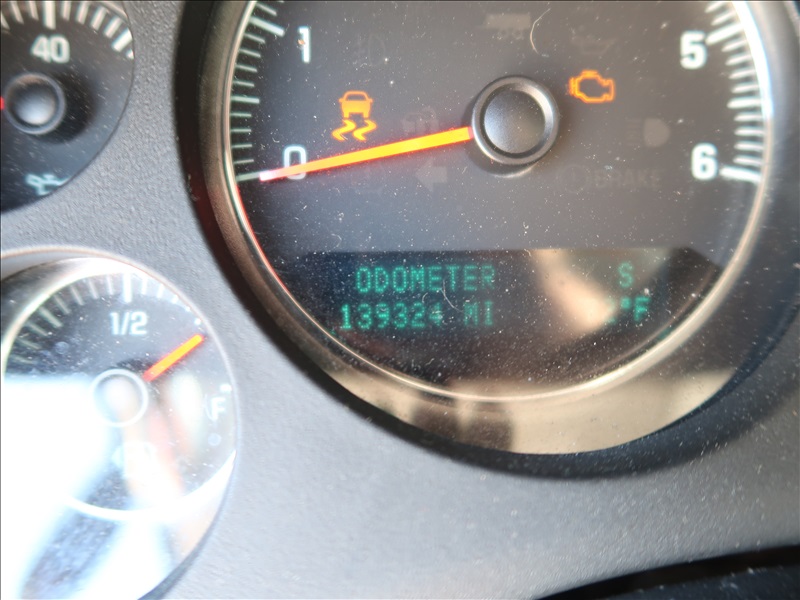 40
1
5
0
6
BRAKE
ODOMETER S
139324 MI °F
1/2
F